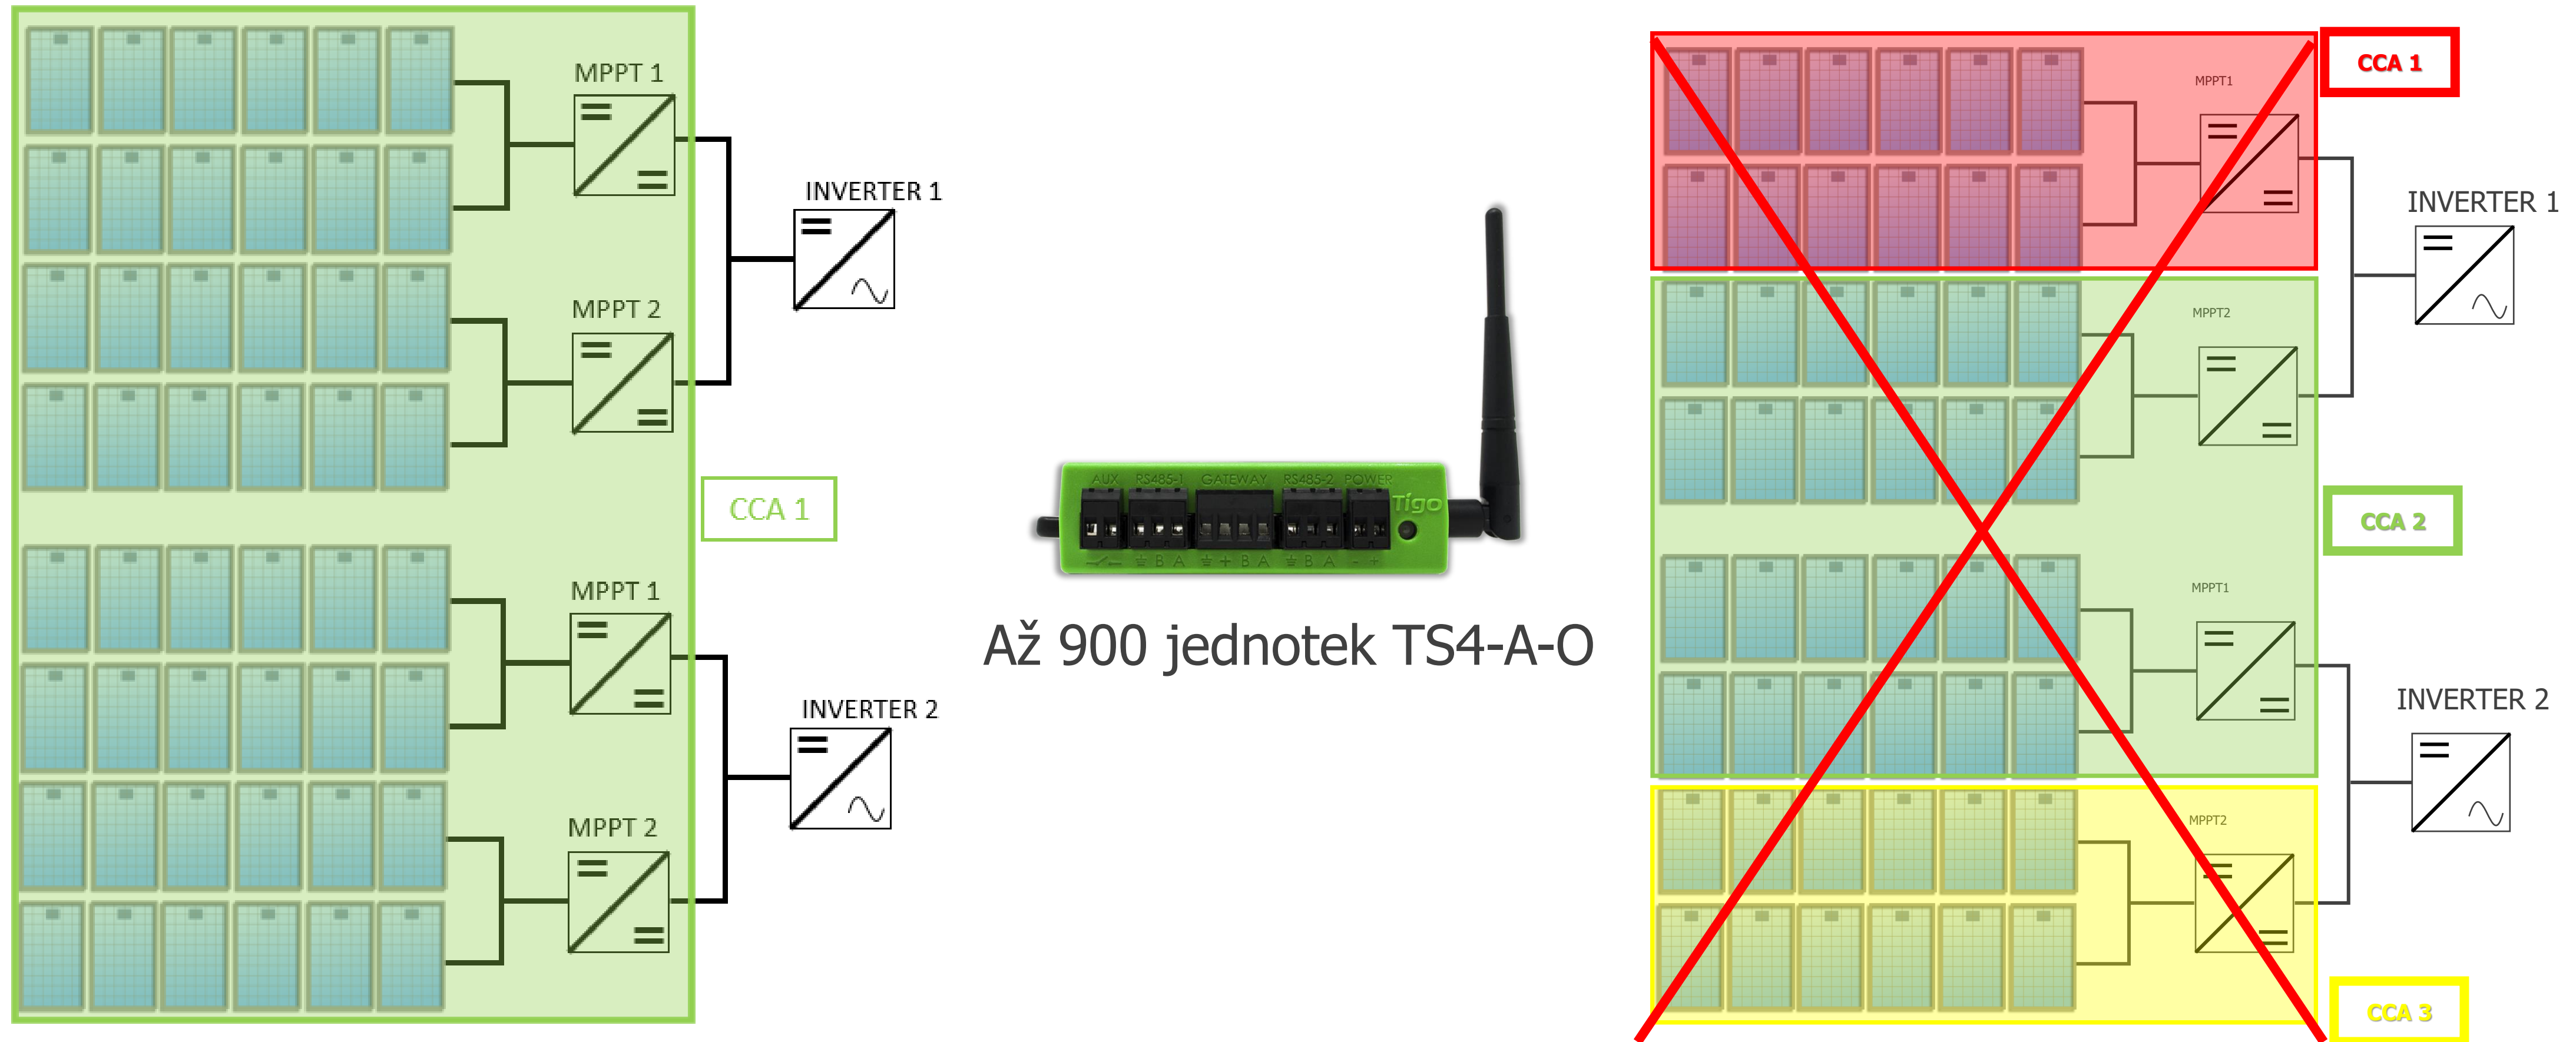 MPPT 1
INVERTER 1
MPPT 2
CCA 1
MPPT 1
INVERTER 2
MPPT 2
AUX RS485-1 GATEWAY RS485-2 POWER
Tigo
B A + B A B A - +
Až 900 jednotek TS4-A-O
CCA 1
MPPT1
INVERTER 1
MPPT2
CCA 2
MPPT1
INVERTER 2
MPPT2
CCA 3